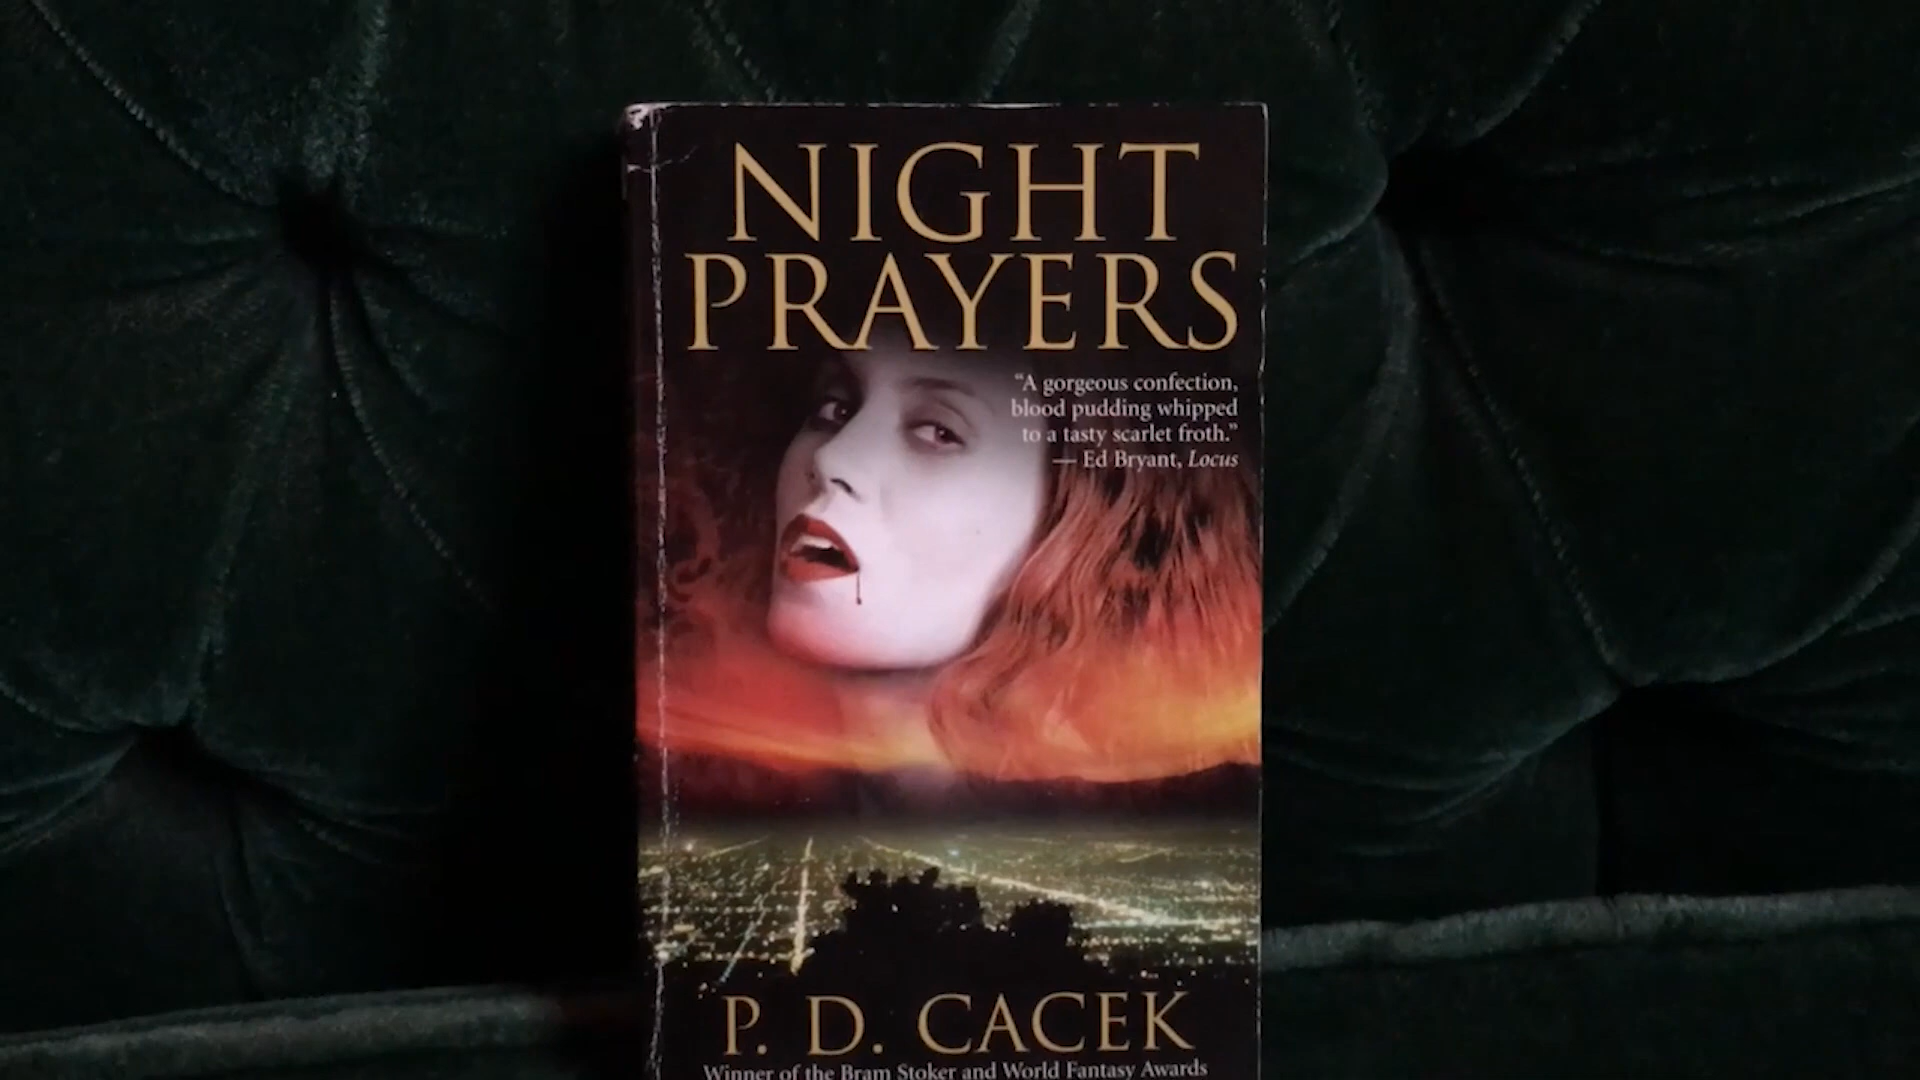 NIGHT
PRAYERS
“A gorgeous confection,
blood pudding whipped
to a tasty scarlet froth.”
— Ed Bryant, Locus
P. D. CACEK
Winner of the Bram Stoker and World Fantasy Awards